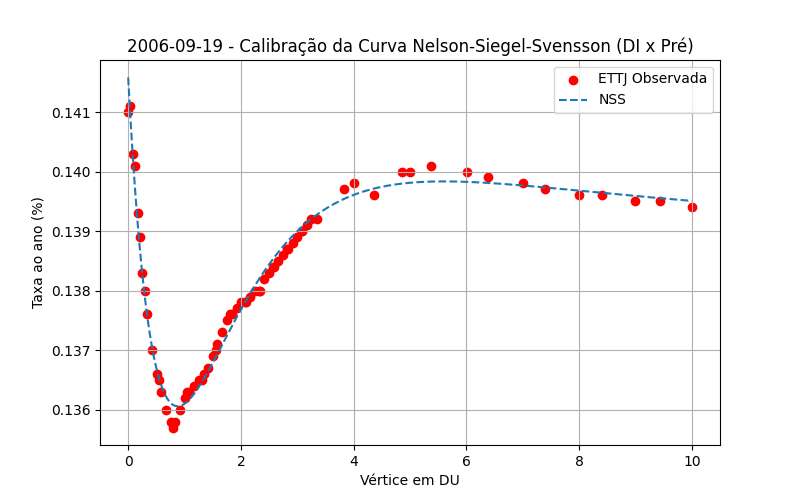 2006-09-19 - Calibração da Curva Nelson-Siegel-Svensson (DI x Pré)
ETTJ Observada
NSS
Taxa ao ano (%)
0.141
0.140
0.139
0.138
0.137
0.136
0 2 4 6 8 10
Vértice em DU